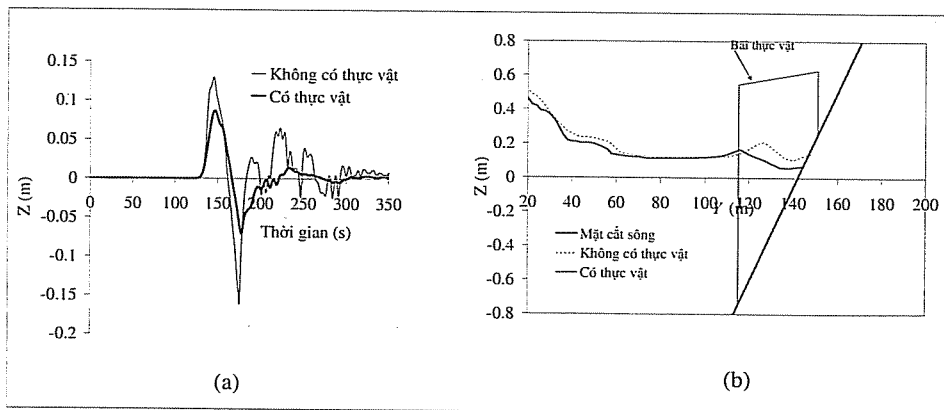 0.15
0.1
0.05
0
-0.05
-0.1
-0.15
-0.2
Z (m)
0 50 100 150 200 250 300 350
Không có thực vật
Có thực vật
Thời gian (s)
(a)
0.8
0.6
0.4
0.2
0
-0.2
-0.4
-0.6
-0.8
Z (m)
20 40 60 80 100 120 140 160 180 200
Y (m)
Bãi thực vật
Mặt cắt sông
Không có thực vật
Có thực vật
(b)